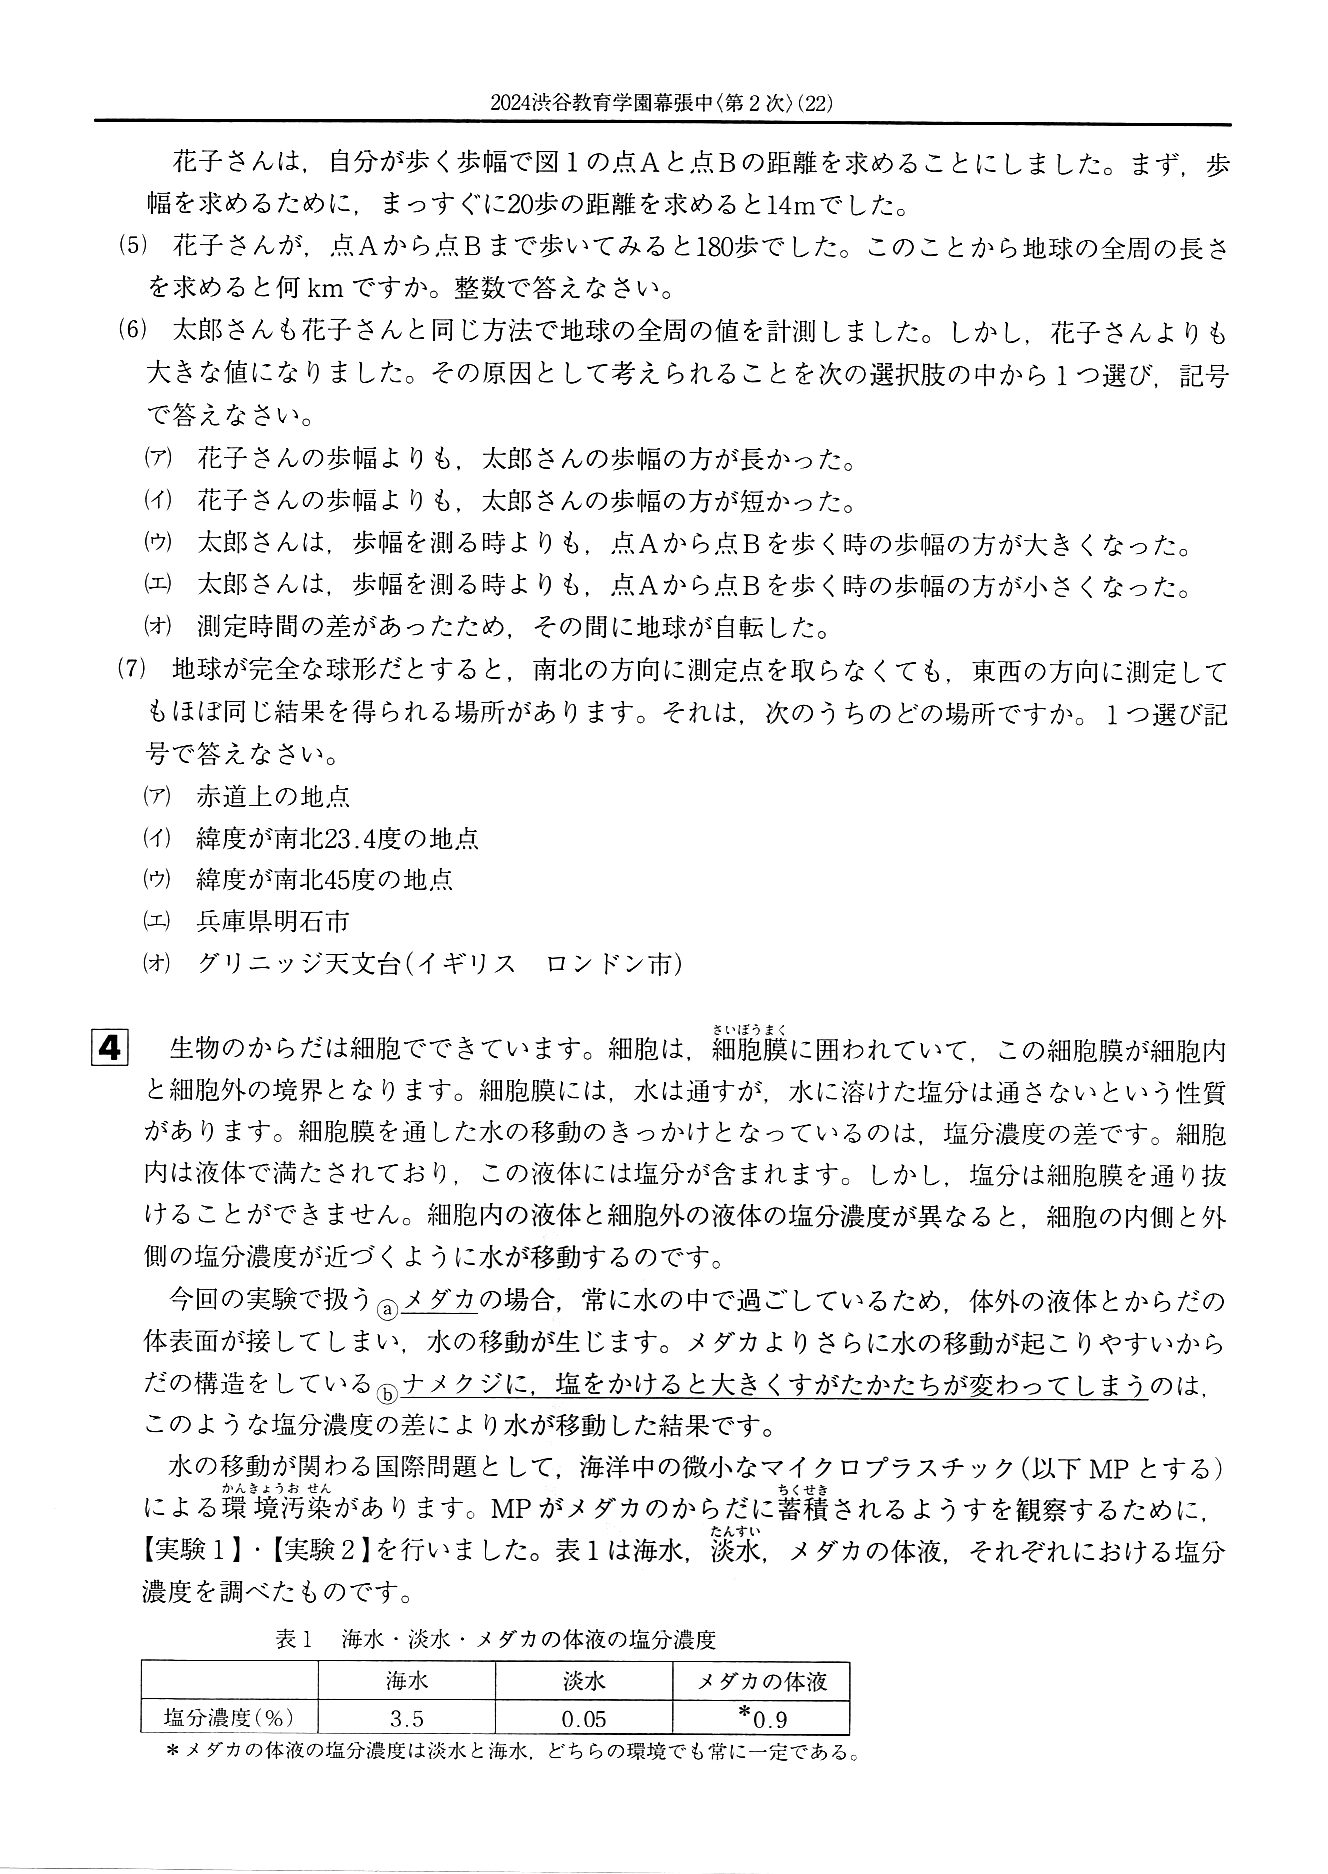 2024渋谷教育学園幕張中〈第2次〉(22)
花子さんは，自分が歩く歩幅で図1の点Aと点Bの距離を求めることにしました。まず，歩
幅を求めるために，まっすぐに20歩の距離を求めると14mでした。
(5) 花子さんが，点Aから点Bまで歩いてみると180歩でした。このことから地球の全周の長さ
を求めると何kmですか。整数で答えなさい。
(6) 太郎さんも花子さんと同じ方法で地球の全周の値を計測しました。しかし，花子さんよりも
大きな値になりました。その原因として考えられることを次の選択肢の中から1つ選び，記号
で答えなさい。
(ア) 花子さんの歩幅よりも，太郎さんの歩幅の方が長かった。
(イ) 花子さんの歩幅よりも，太郎さんの歩幅の方が短かった。
(ウ) 太郎さんは，歩幅を測る時よりも，点Aから点Bを歩く時の歩幅の方が大きくなった。
(エ) 太郎さんは，歩幅を測る時よりも，点Aから点Bを歩く時の歩幅の方が小さくなった。
(オ) 測定時間の差があったため，その間に地球が自転した。
(7) 地球が完全な球形だとすると，南北の方向に測定点を取らなくても，東西の方向に測定して
もほぼ同じ結果を得られる場所があります。それは，次のうちのどの場所ですか。1つ選び記
号で答えなさい。
(ア) 赤道上の地点
(イ) 緯度が南北23.4度の地点
(ウ) 緯度が南北45度の地点
(エ) 兵庫県明石市
(オ) グリニッジ天文台(イギリス　ロンドン市)
さいぼうまく
4 生物のからだは細胞でできています。細胞は，細胞膜に囲われていて，この細胞膜が細胞内
と細胞外の境界となります。細胞膜には，水は通すが，水に溶けた塩分は通さないという性質
があります。細胞膜を通した水の移動のきっかけとなっているのは，塩分濃度の差です。細胞
内は液体で満たされており，この液体には塩分が含まれます。しかし，塩分は細胞膜を通り抜
けることができません。細胞内の液体と細胞外の液体の塩分濃度が異なると，細胞の内側と外
側の塩分濃度が近づくように水が移動するのです。
今回の実験で扱うⓐメダカの場合，常に水の中で過ごしているため，体外の液体とからだの
体表面が接してしまい，水の移動が生じます。メダカよりさらに水の移動が起こりやすいから
だの構造をしているⓑナメクジに，塩をかけると大きくすがたかたちが変わってしまうのは，
このような塩分濃度の差により水が移動した結果です。
水の移動が関わる国際問題として，海洋中の微小なマイクロプラスチック(以下MPとする)
かんきょうお せん ちくせき
による環境汚染があります。MPがメダカのからだに蓄積されるようすを観察するために，
たんすい
【実験1】・【実験2】を行いました。表1は海水，淡水，メダカの体液，それぞれにおける塩分
濃度を調べたものです。
表1　海水・淡水・メダカの体液の塩分濃度
海水 淡水 メダカの体液
塩分濃度(%) 3.5 0.05 *0.9
*メダカの体液の塩分濃度は淡水と海水，どちらの環境でも常に一定である。